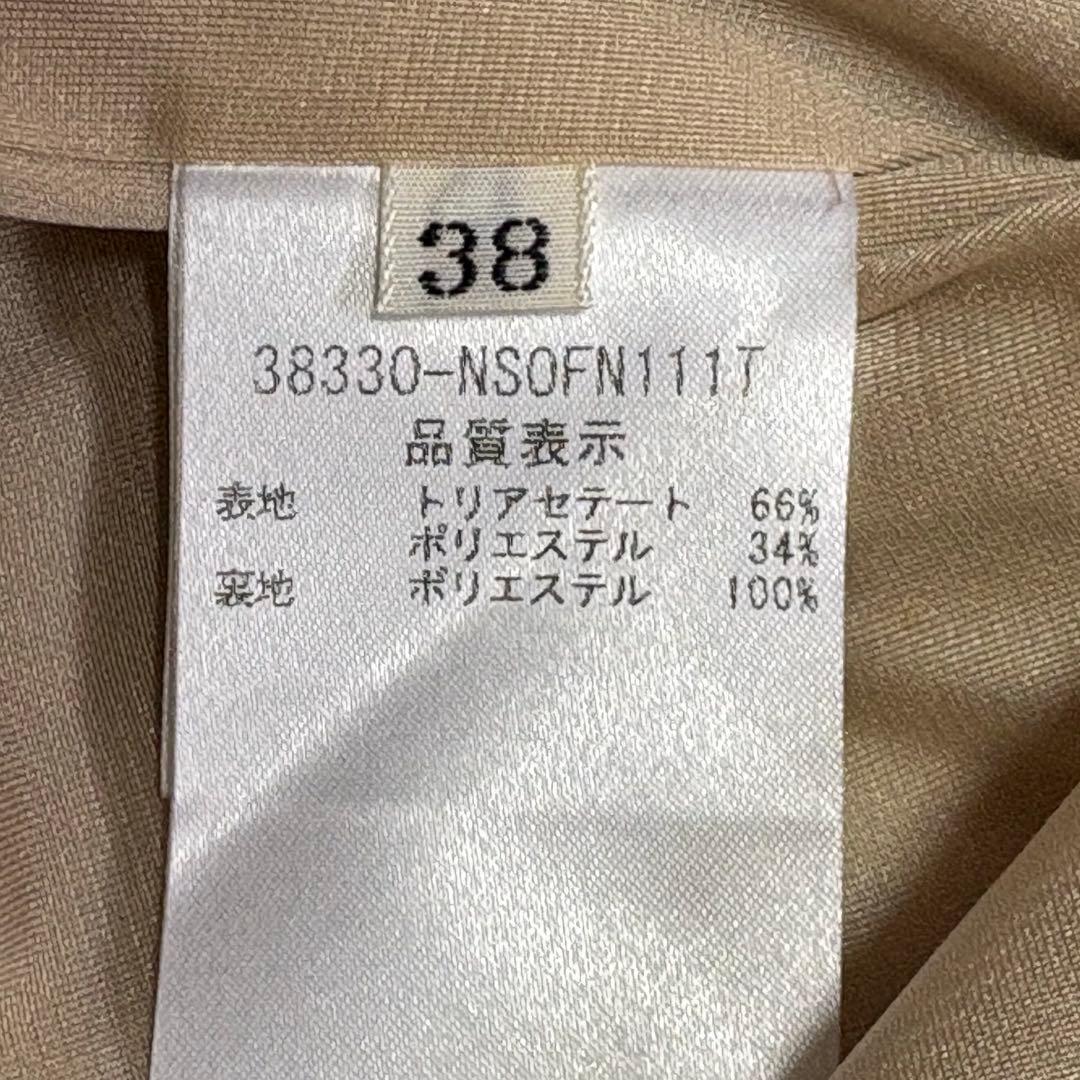 38
38330-NSOFN111T
品質表示
表地 トリアセテート 66%
ポリエステル 34%
裏地 ポリエステル 100%